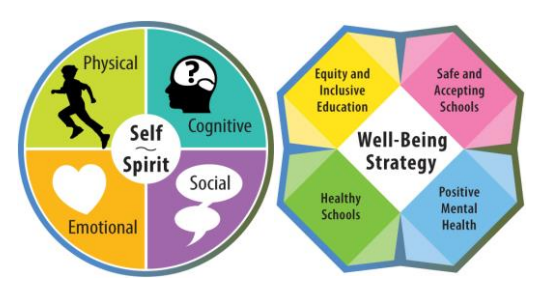 Physical
?
Cognitive
Self
~
Spirit
Emotional
Social
Equity and
Inclusive
Education
Safe and
Accepting
Schools
Well-Being
Strategy
Healthy
Schools
Positive
Mental
Health